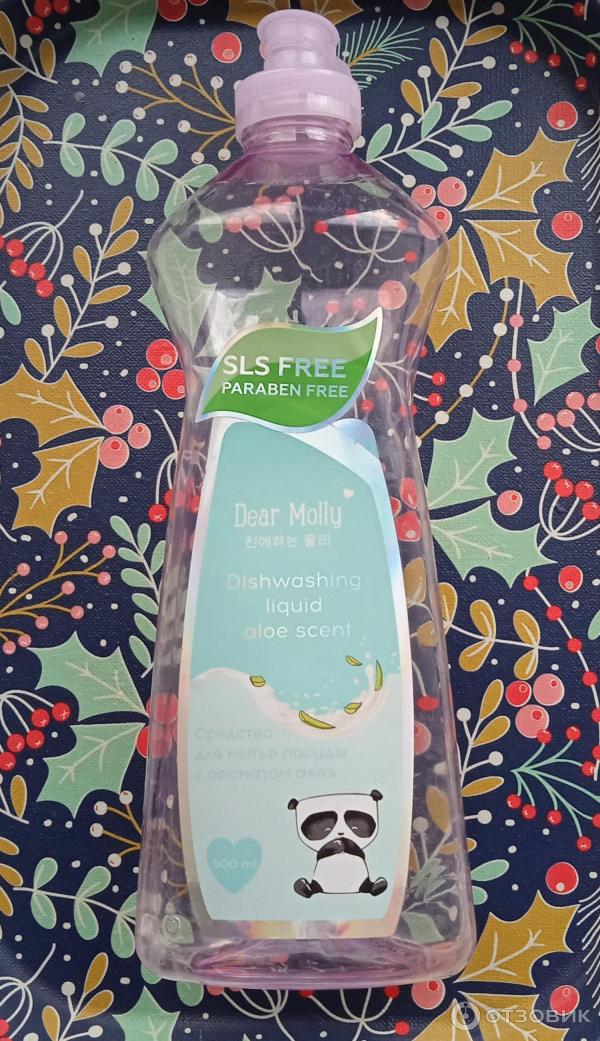 SLS FREE
PARABEN FREE
Dear Molly
친애하는 몰리
Dishwashing
liquid
aloe scent
Средство
для мытья посуды
с ароматом алоэ
500 ml
ОТЗОВИК